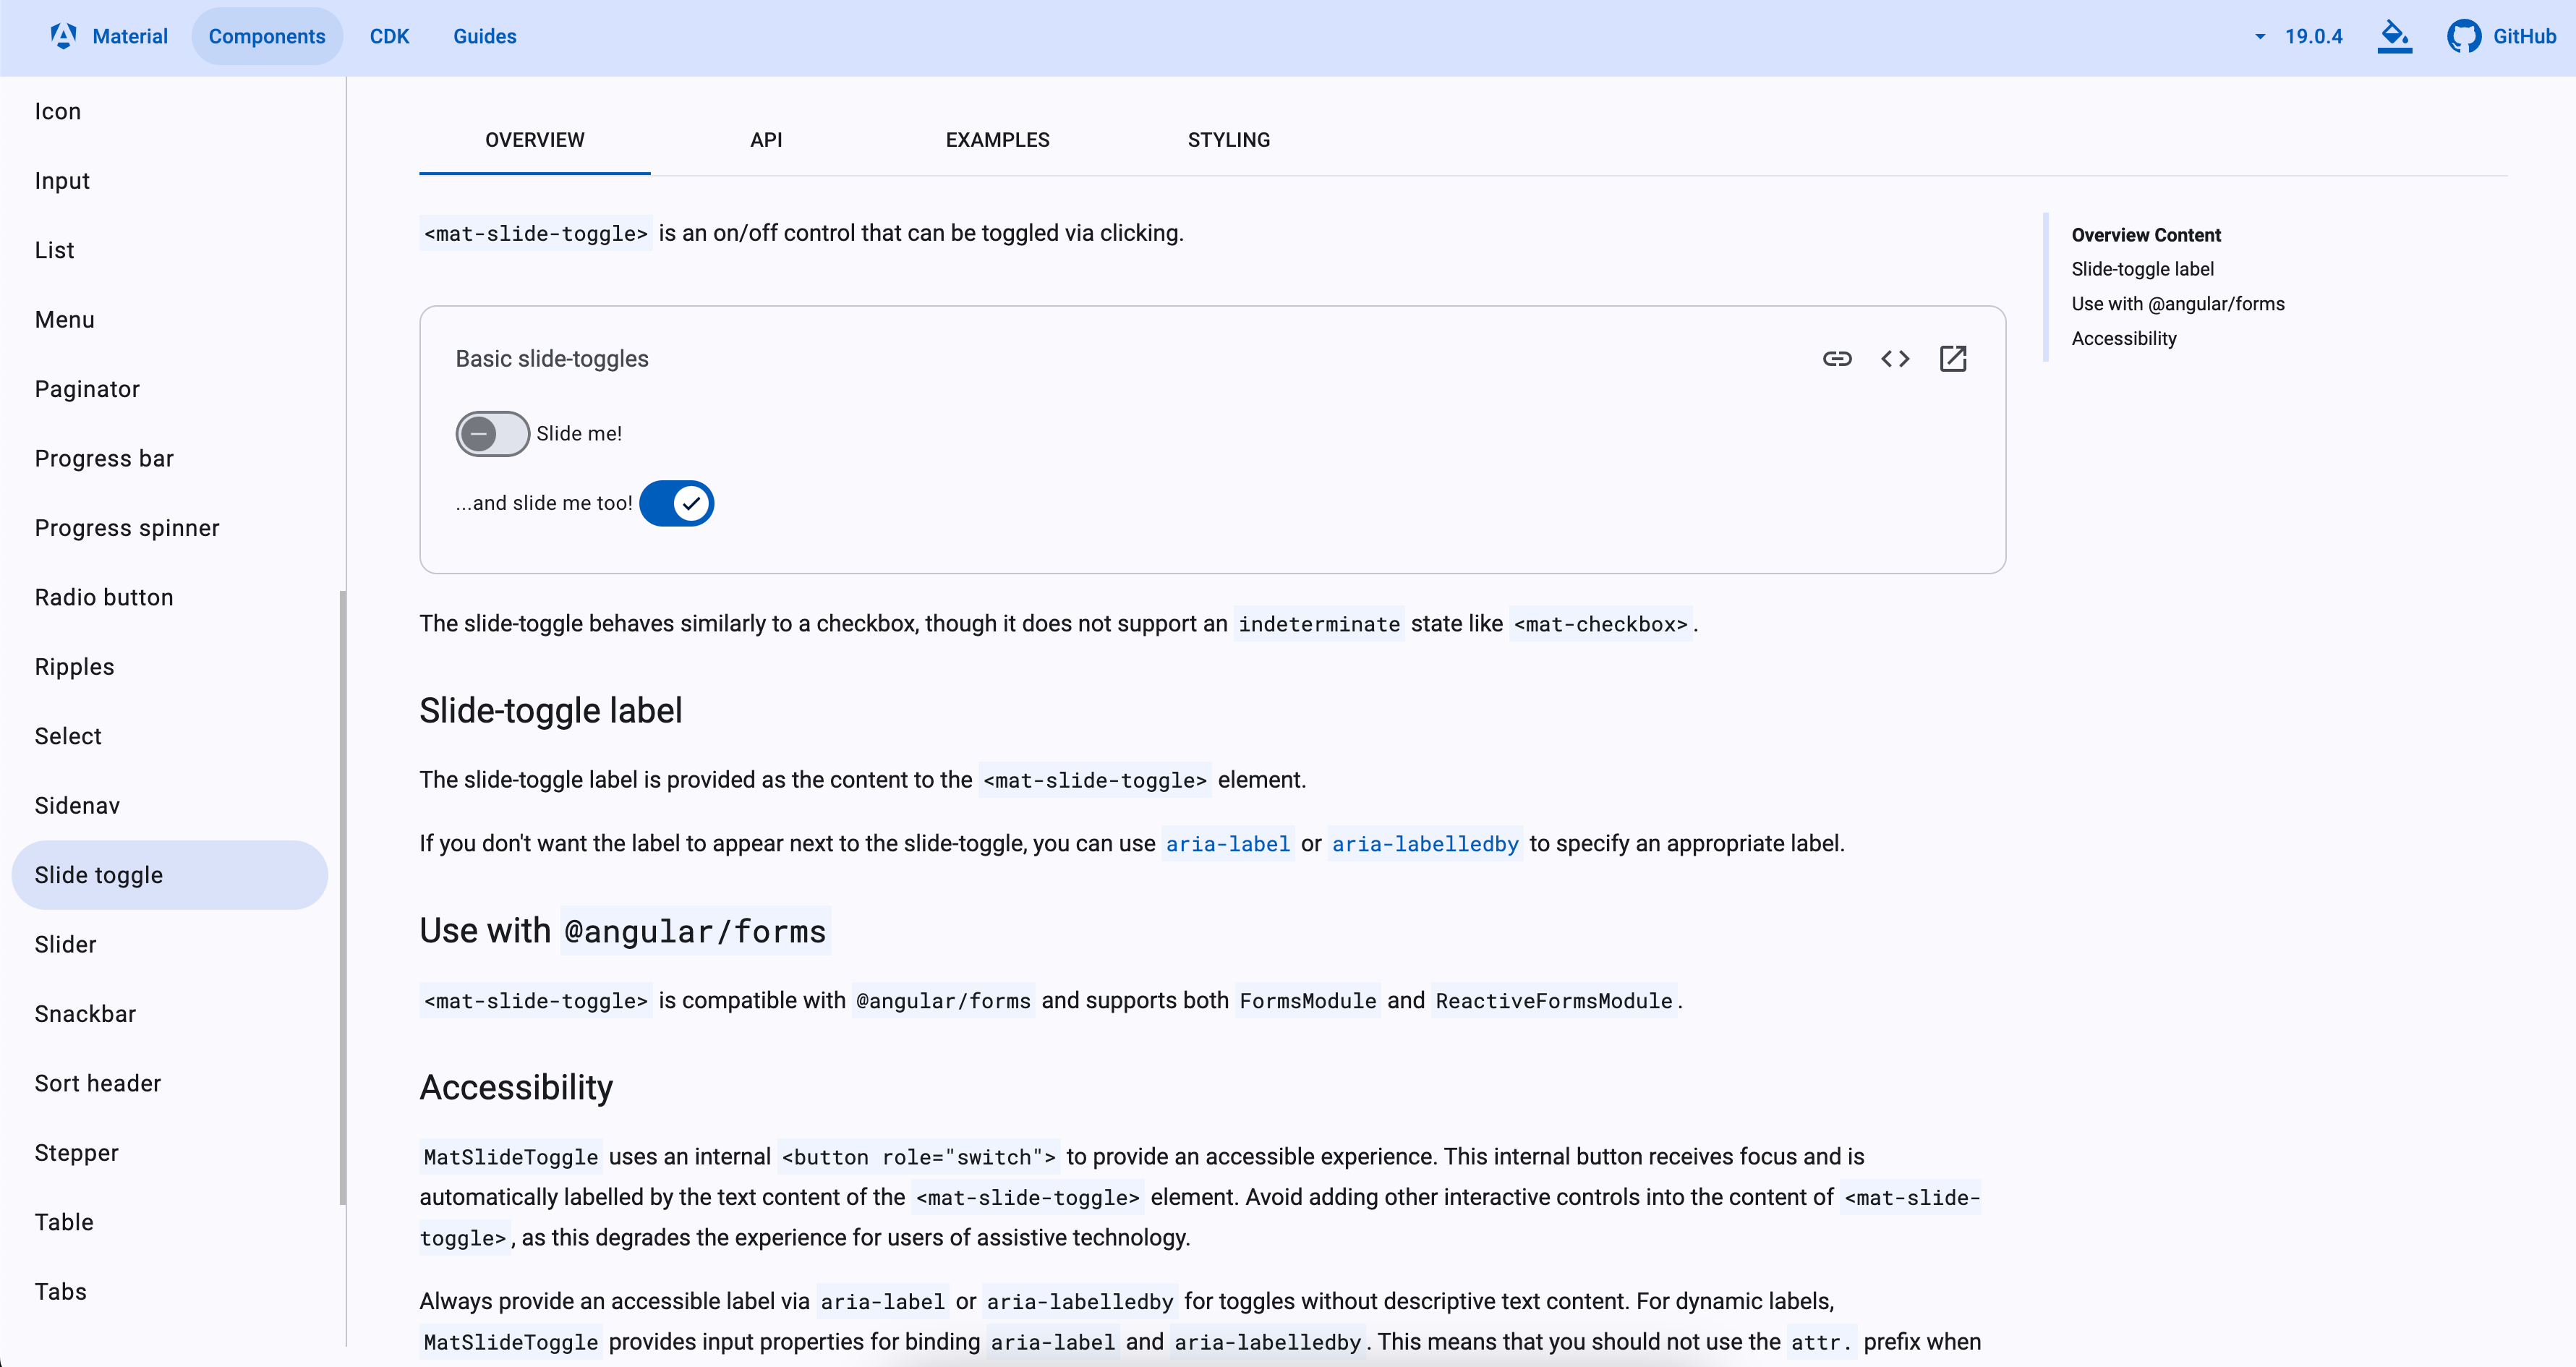 Material Components CDK Guides 19.0.4 GitHub
Icon
Input
List
Menu
Paginator
Progress bar
Progress spinner
Radio button
Ripples
Select
Sidenav
Slide toggle
Slider
Snackbar
Sort header
Stepper
Table
Tabs
OVERVIEW API EXAMPLES STYLING
<mat-slide-toggle> is an on/off control that can be toggled via clicking.
Basic slide-toggles
Slide me!
...and slide me too!
The slide-toggle behaves similarly to a checkbox, though it does not support an indeterminate state like <mat-checkbox>.
Slide-toggle label
The slide-toggle label is provided as the content to the <mat-slide-toggle> element.
If you don't want the label to appear next to the slide-toggle, you can use aria-label or aria-labelledby to specify an appropriate label.
Use with @angular/forms
<mat-slide-toggle> is compatible with @angular/forms and supports both FormsModule and ReactiveFormsModule.
Accessibility
MatSlideToggle uses an internal <button role="switch"> to provide an accessible experience. This internal button receives focus and is
automatically labelled by the text content of the <mat-slide-toggle> element. Avoid adding other interactive controls into the content of <mat-slide-
toggle>, as this degrades the experience for users of assistive technology.
Always provide an accessible label via aria-label or aria-labelledby for toggles without descriptive text content. For dynamic labels,
MatSlideToggle provides input properties for binding aria-label and aria-labelledby. This means that you should not use the attr. prefix when
Overview Content
Slide-toggle label
Use with @angular/forms
Accessibility